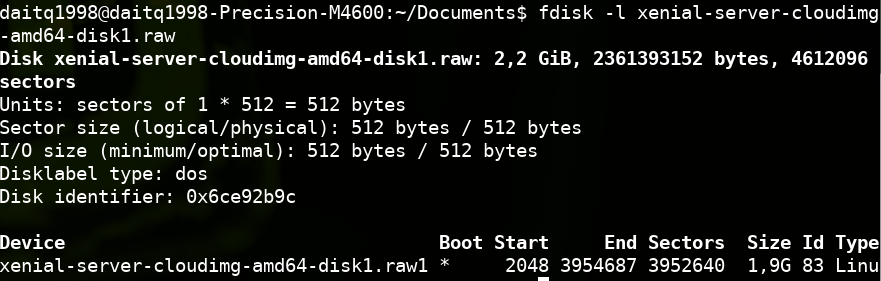 daitq1998@daitq1998-Precision-M4600:~/Documents$ fdisk -l xenial-server-cloudimg
-amd64-disk1.raw
Disk xenial-server-cloudimg-amd64-disk1.raw: 2,2 GiB, 2361393152 bytes, 4612096
sectors
Units: sectors of 1 * 512 = 512 bytes
Sector size (logical/physical): 512 bytes / 512 bytes
I/O size (minimum/optimal): 512 bytes / 512 bytes
Disklabel type: dos
Disk identifier: 0x6ce92b9c
Device Boot Start End Sectors Size Id Type
xenial-server-cloudimg-amd64-disk1.raw1 * 2048 3954687 3952640 1,9G 83 Linu